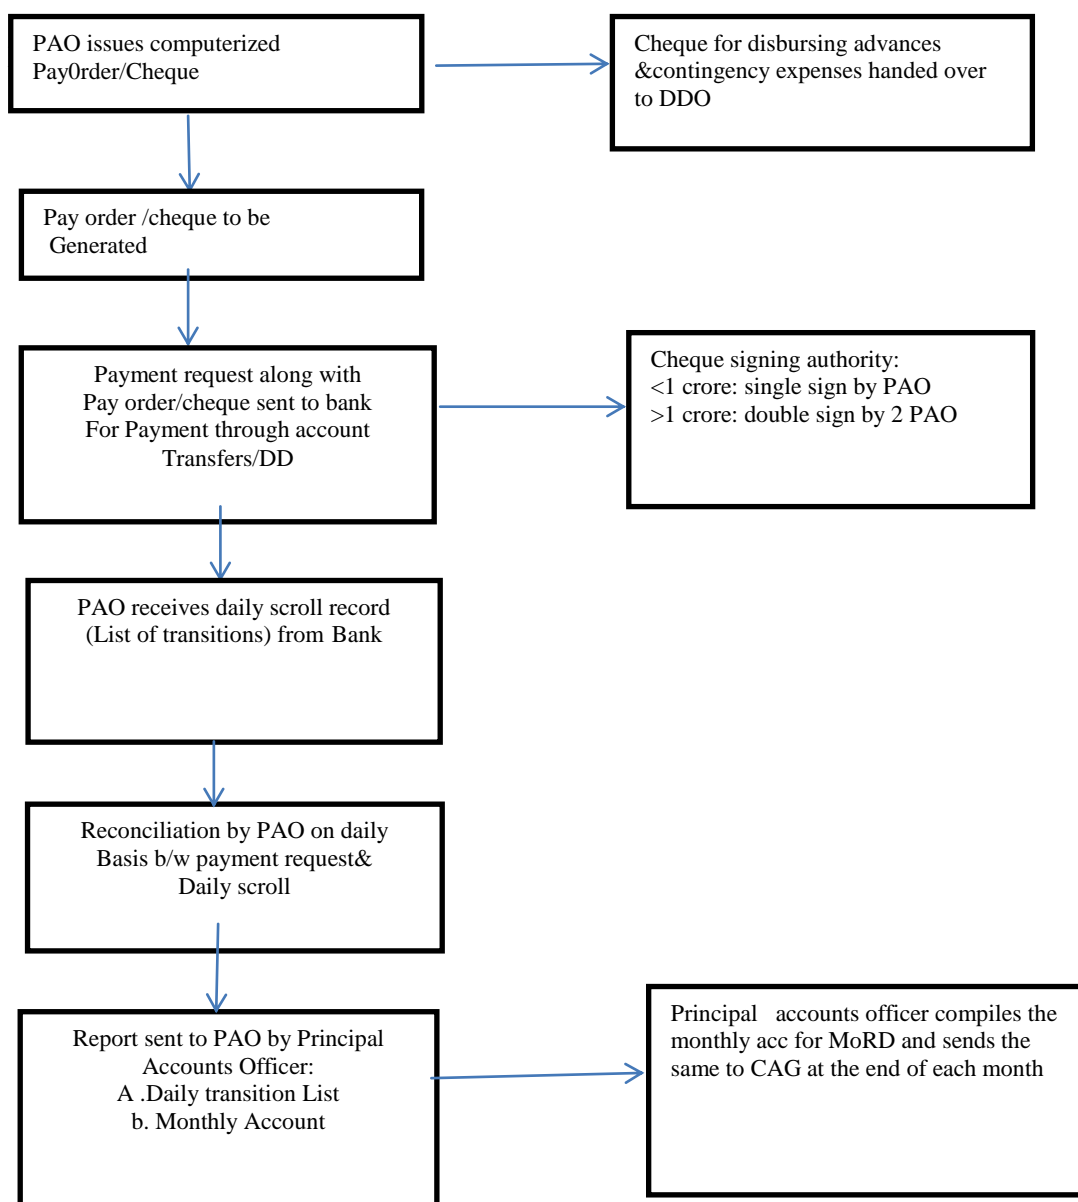 PAO issues computerized
Pay0rder/Cheque
Cheque for disbursing advances
&contingency expenses handed over
to DDO
Pay order /cheque to be
Generated
Payment request along with
Pay order/cheque sent to bank
For Payment through account
Transfers/DD
Cheque signing authority:
<1 crore: single sign by PAO
>1 crore: double sign by 2 PAO
PAO receives daily scroll record
(List of transitions) from Bank
Reconciliation by PAO on daily
Basis b/w payment request&
Daily scroll
Report sent to PAO by Principal
Accounts Officer:
A .Daily transition List
b. Monthly Account
Principal accounts officer compiles the
monthly acc for MoRD and sends the
same to CAG at the end of each month